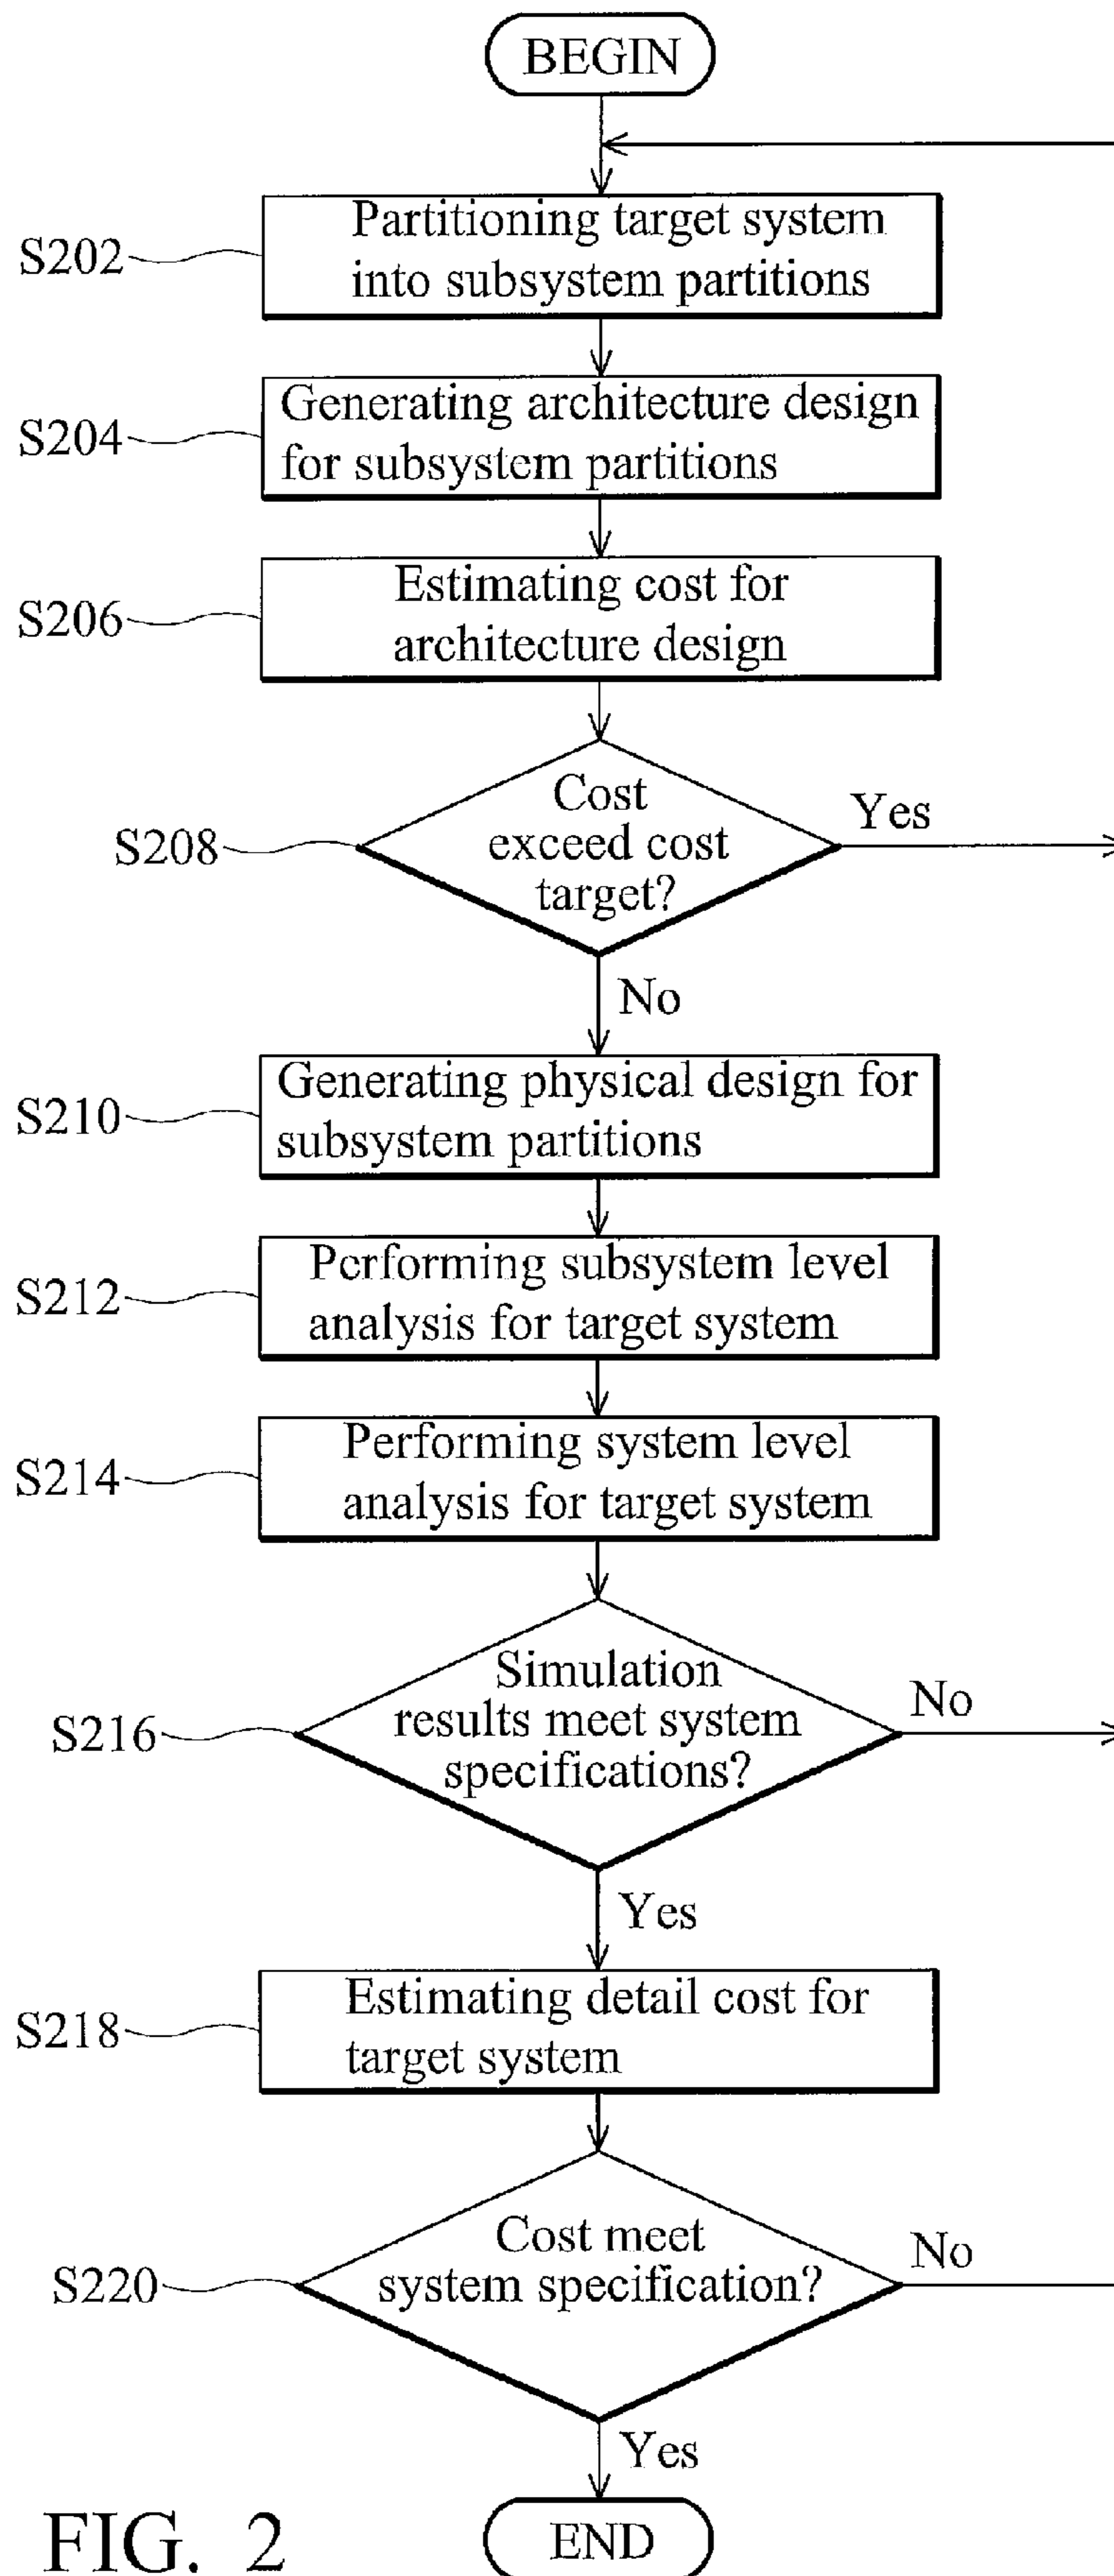 BEGIN
S202
Partitioning target system
into subsystem partitions
S204
Generating architecture design
for subsystem partitions
S206
Estimating cost for
architecture design
S208
Cost
exceed cost
target?
Yes
No
S210
Generating physical design for
subsystem partitions
S212
Performing subsystem level
analysis for target system
S214
Performing system level
analysis for target system
S216
Simulation
results meet system
specifications?
No
Yes
S218
Estimating detail cost for
target system
S220
Cost meet
system specification?
No
Yes
END
FIG. 2